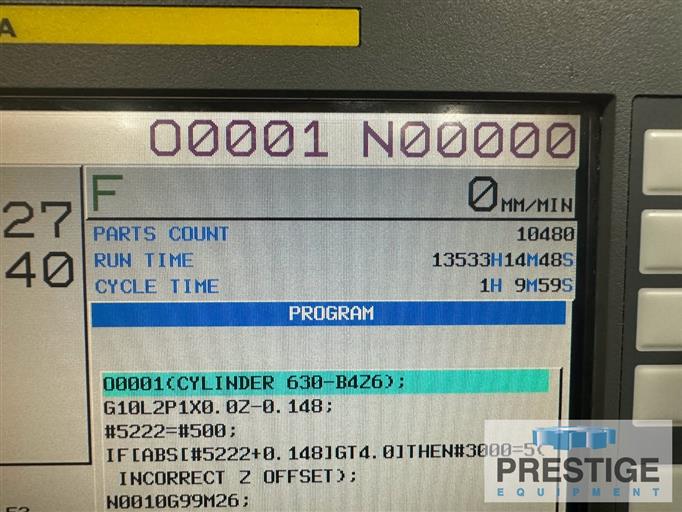 A
O0001 N00000
F 0MM/MIN
27
40
PARTS COUNT 10480
RUN TIME 13533H14M48S
CYCLE TIME 1H 9M59S
PROGRAM
O0001(CYLINDER 630-B4Z6);
G10L2P1X0.0Z-0.148;
#5222=#500;
IF[ABS[#5222+0.148]GT4.0]THEN#3000=5(
INCORRECT Z OFFSET);
N0010G99M26;
PRESTIGE
EQUIPMENT